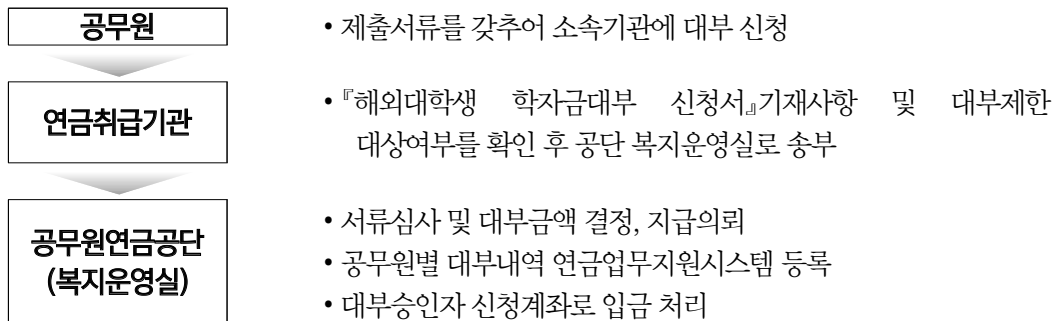 공무원
• 제출서류를 갖추어 소속기관에 대부 신청
연금취급기관
•『해외대학생 학자금대부 신청서』기재사항 및 대부제한
대상여부를 확인 후 공단 복지운영실로 송부
공무원연금공단
(복지운영실)
• 서류심사 및 대부금액 결정, 지급의뢰
• 공무원별 대부내역 연금업무지원시스템 등록
• 대부승인자 신청계좌로 입금 처리